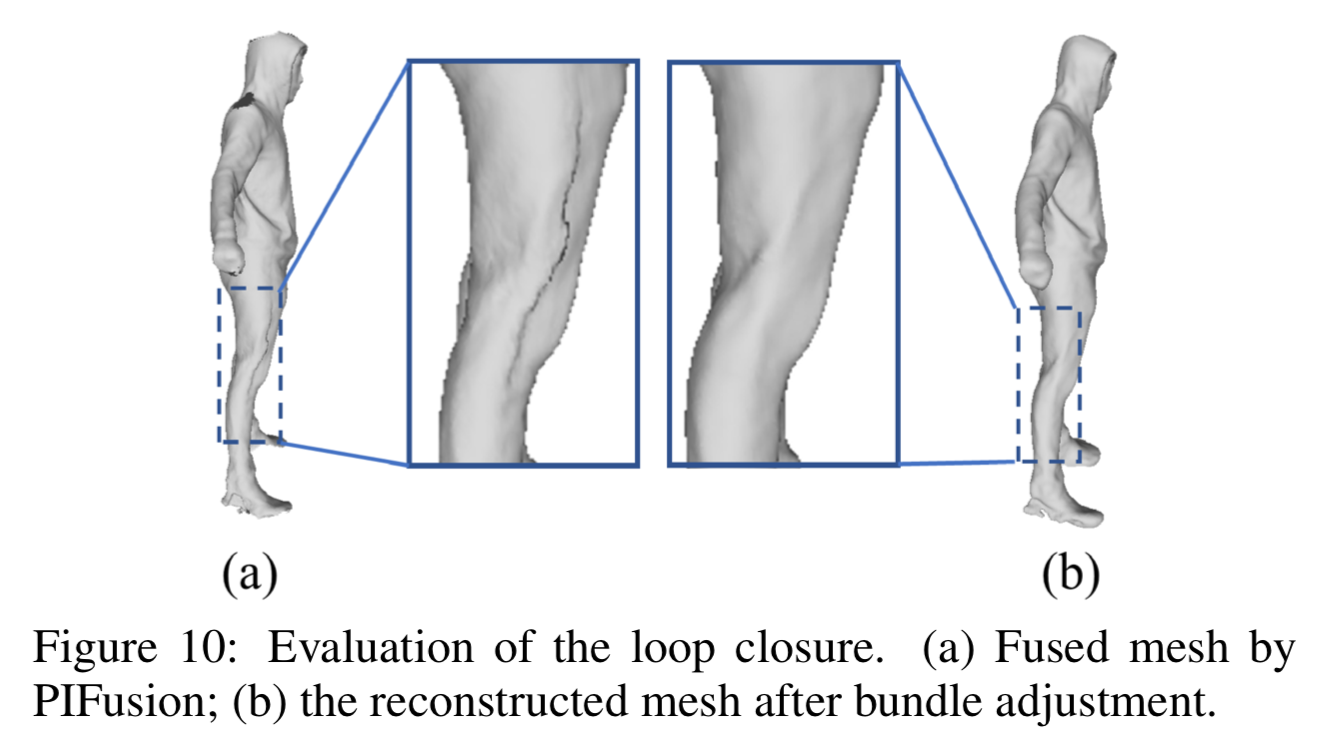 (a)
(b)
Figure 10: Evaluation of the loop closure. (a) Fused mesh by
PIFusion; (b) the reconstructed mesh after bundle adjustment.